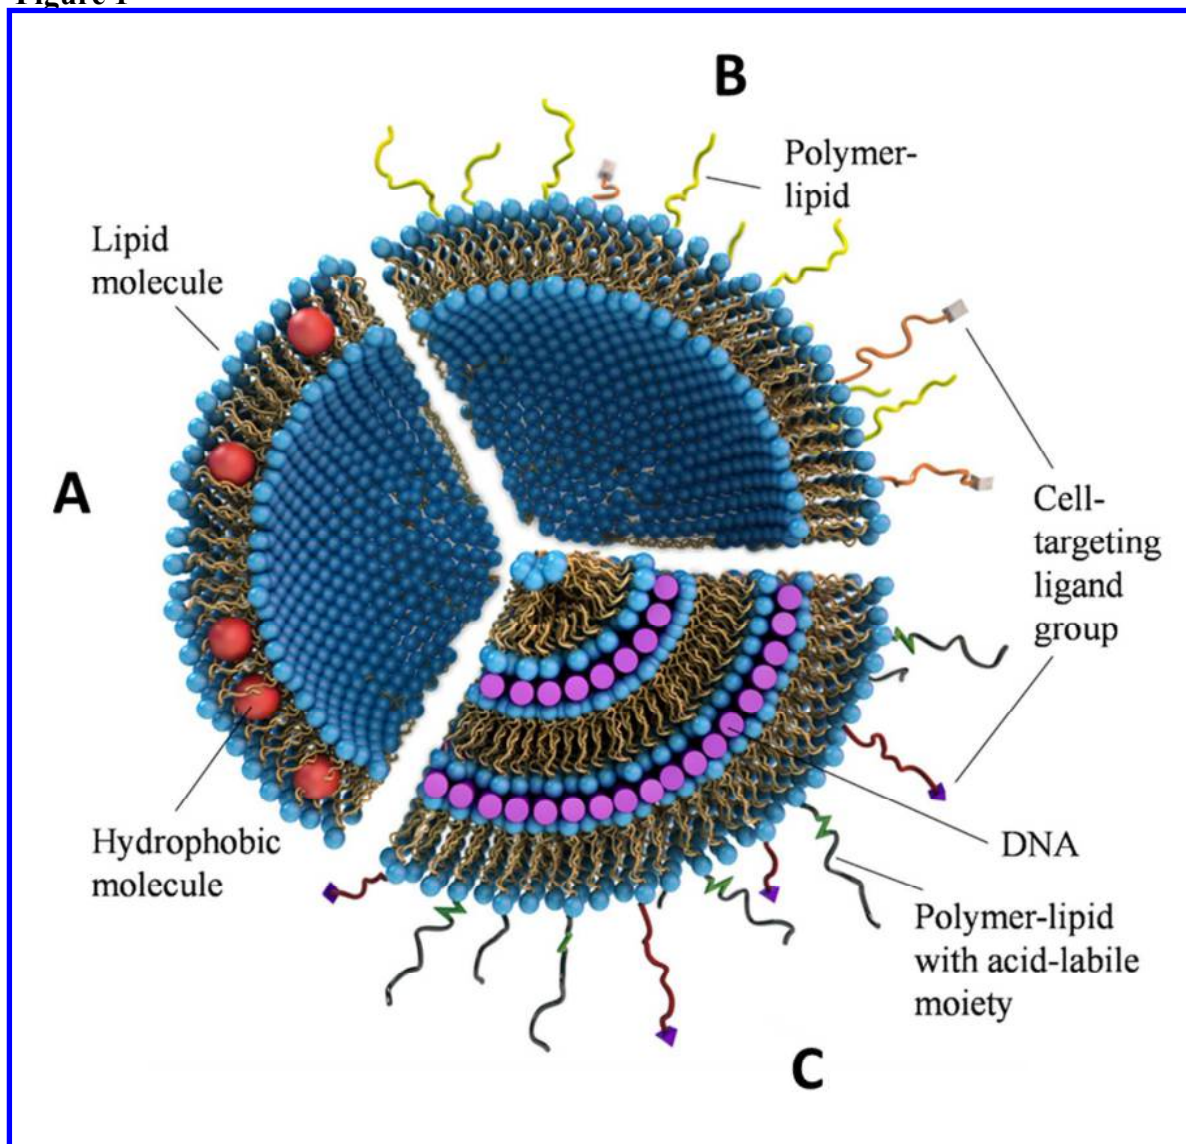 Figure 1
B
Polymer-
lipid
Lipid
molecule
A
Cell-
targeting
ligand
group
Hydrophobic
molecule
DNA
Polymer-lipid
with acid-labile
moiety
C